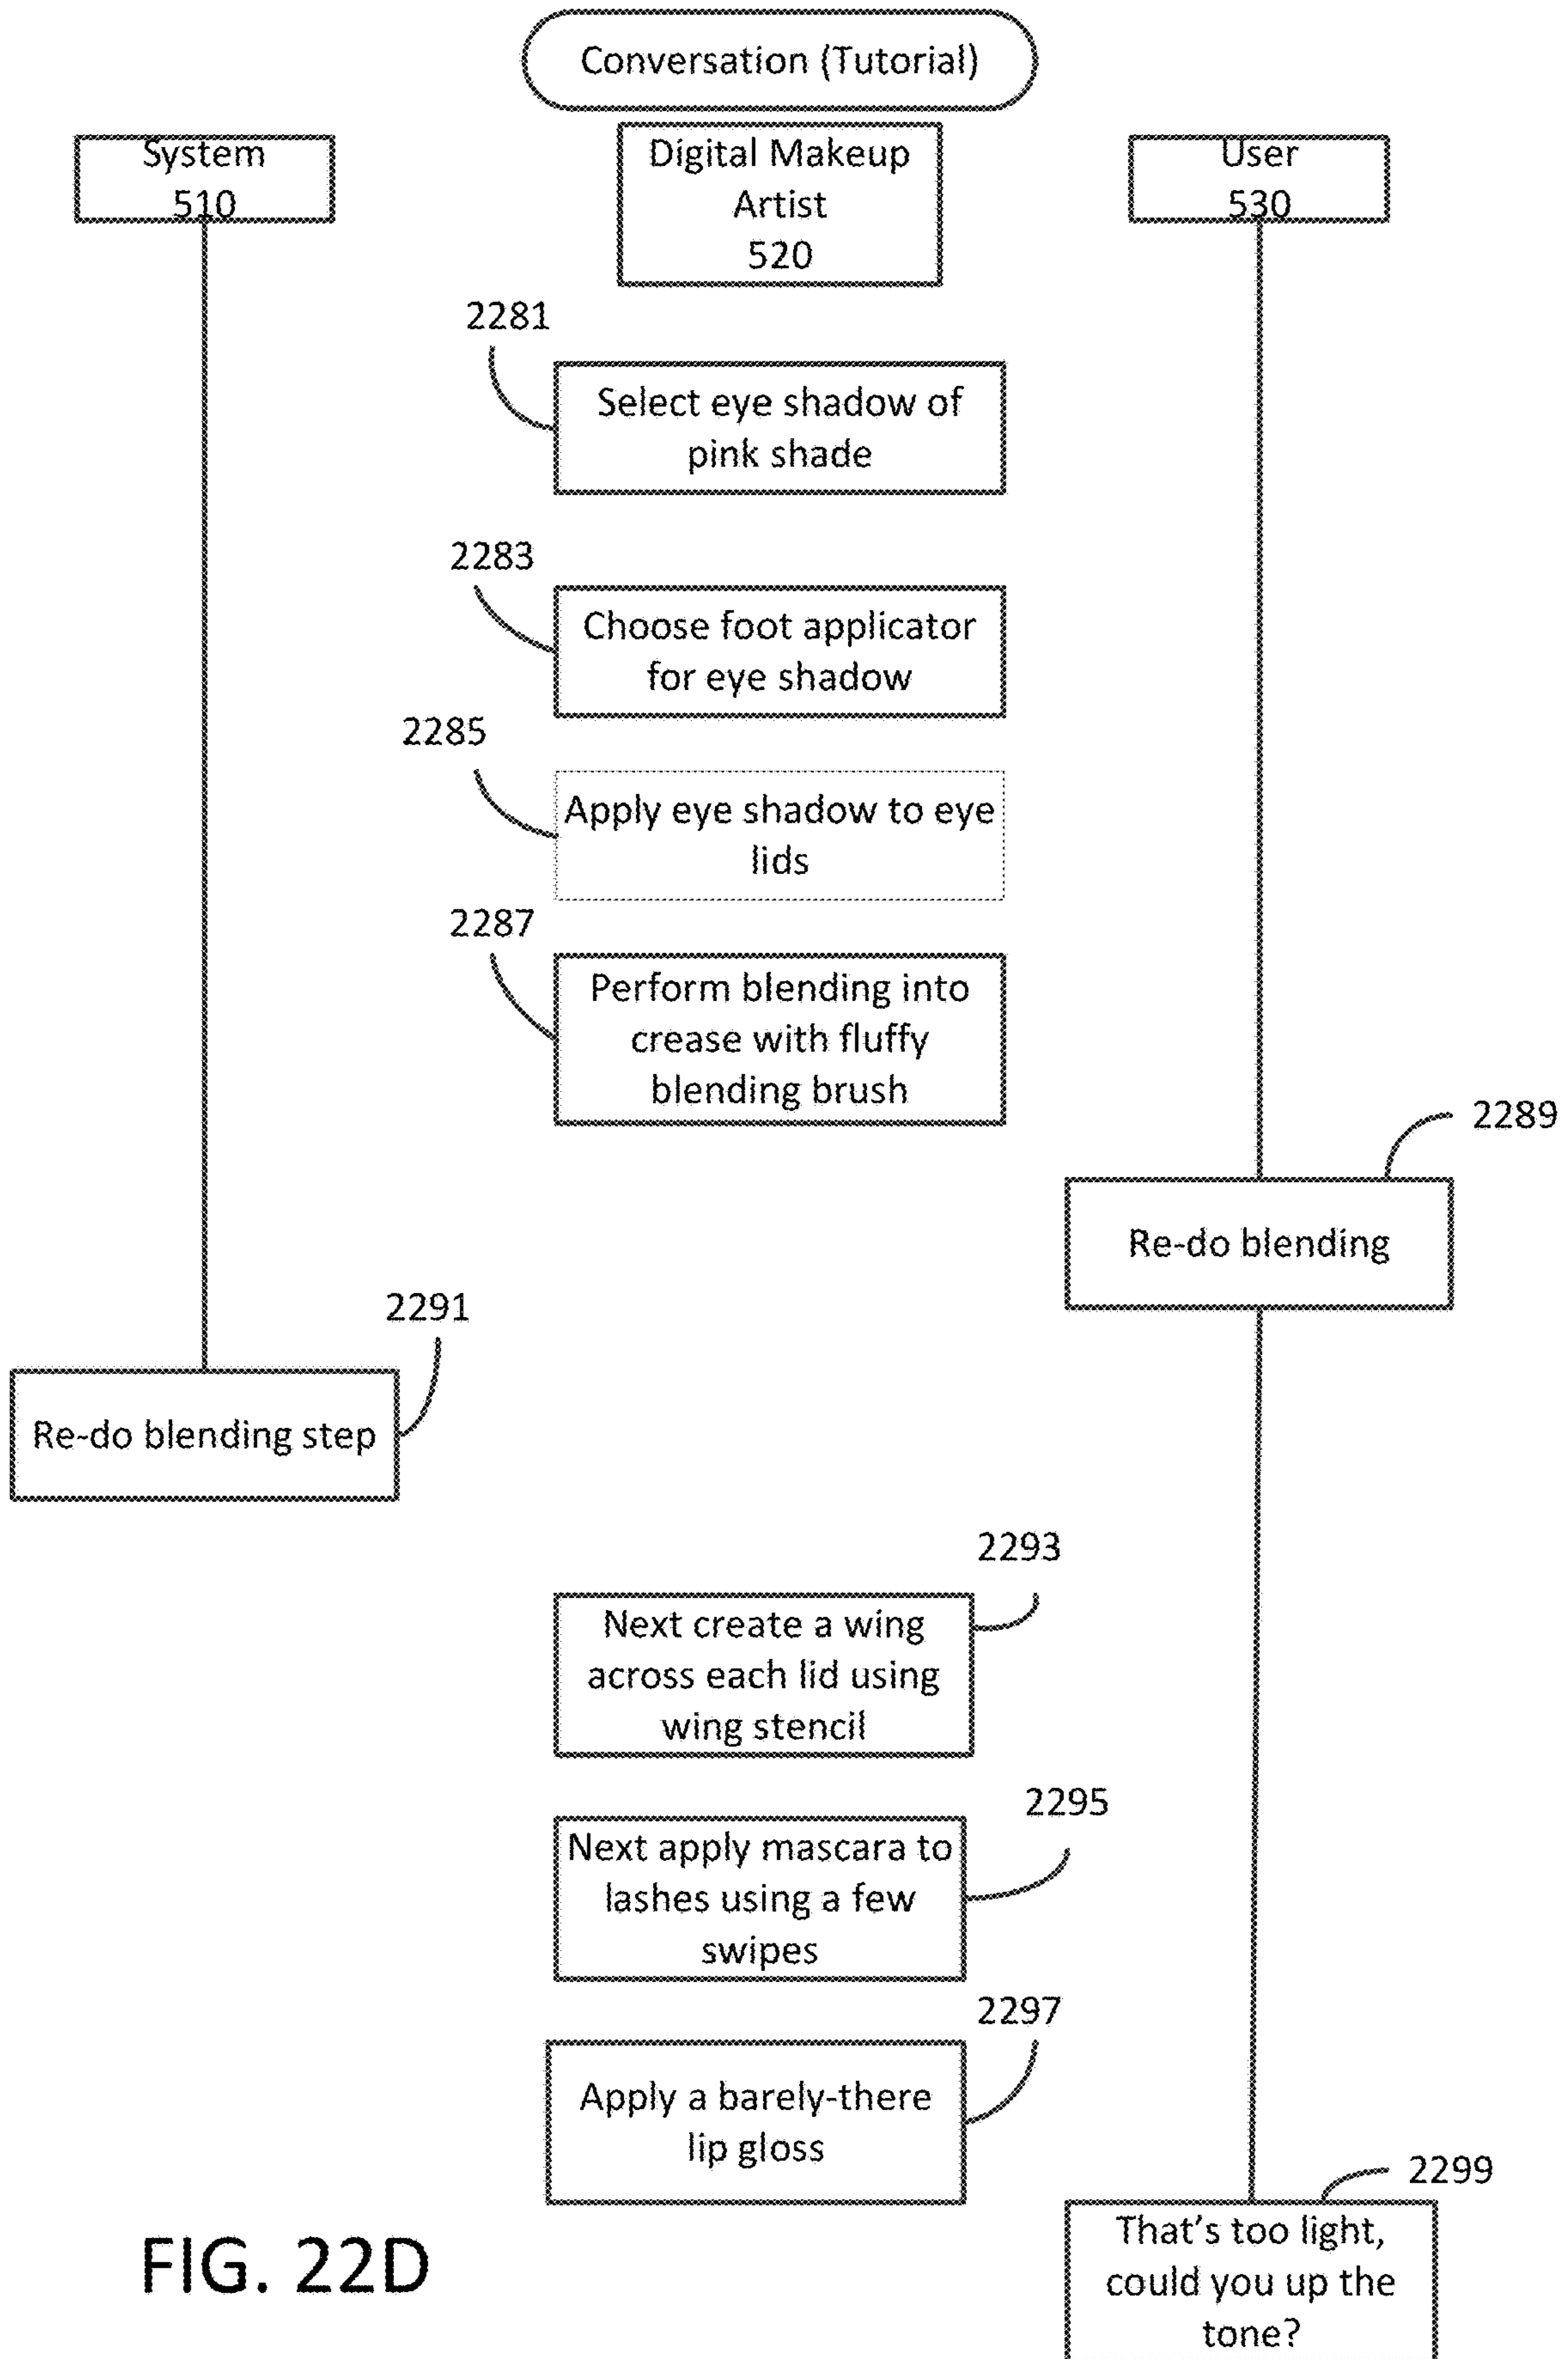 Conversation (Tutorial)
System
510
Digital Makeup
Artist
520
User
530
2281
Select eye shadow of
pink shade
2283
Choose foot applicator
for eye shadow
2285
Apply eye shadow to eye
lids
2287
Perform blending into
crease with fluffy
blending brush
2289
Re-do blending
2291
Re-do blending step
2293
Next create a wing
across each lid using
wing stencil
2295
Next apply mascara to
lashes using a few
swipes
2297
Apply a barely-there
lip gloss
2299
That's too light,
could you up the
tone?
FIG. 22D